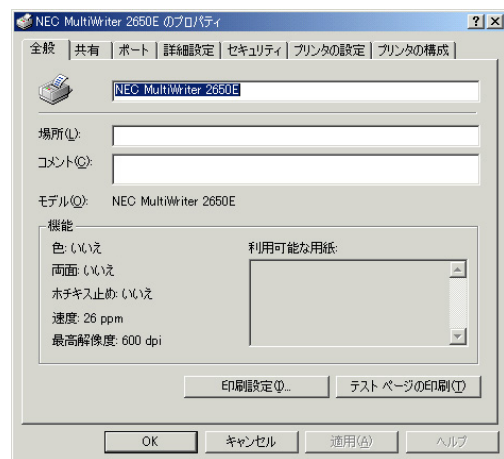 NEC MultiWriter 2650E のプロパティ
全般 共有 ポート 詳細設定 セキュリティ プリンタの設定 プリンタの構成
NEC MultiWriter 2650E
場所(L):
コメント(C):
モデル(O): NEC MultiWriter 2650E
機能
色: いいえ 利用可能な用紙:
両面: いいえ
ホチキス止め: いいえ
速度: 26 ppm
最高解像度: 600 dpi
印刷設定(I)... テスト ページの印刷(T)
OK キャンセル 適用(A) ヘルプ